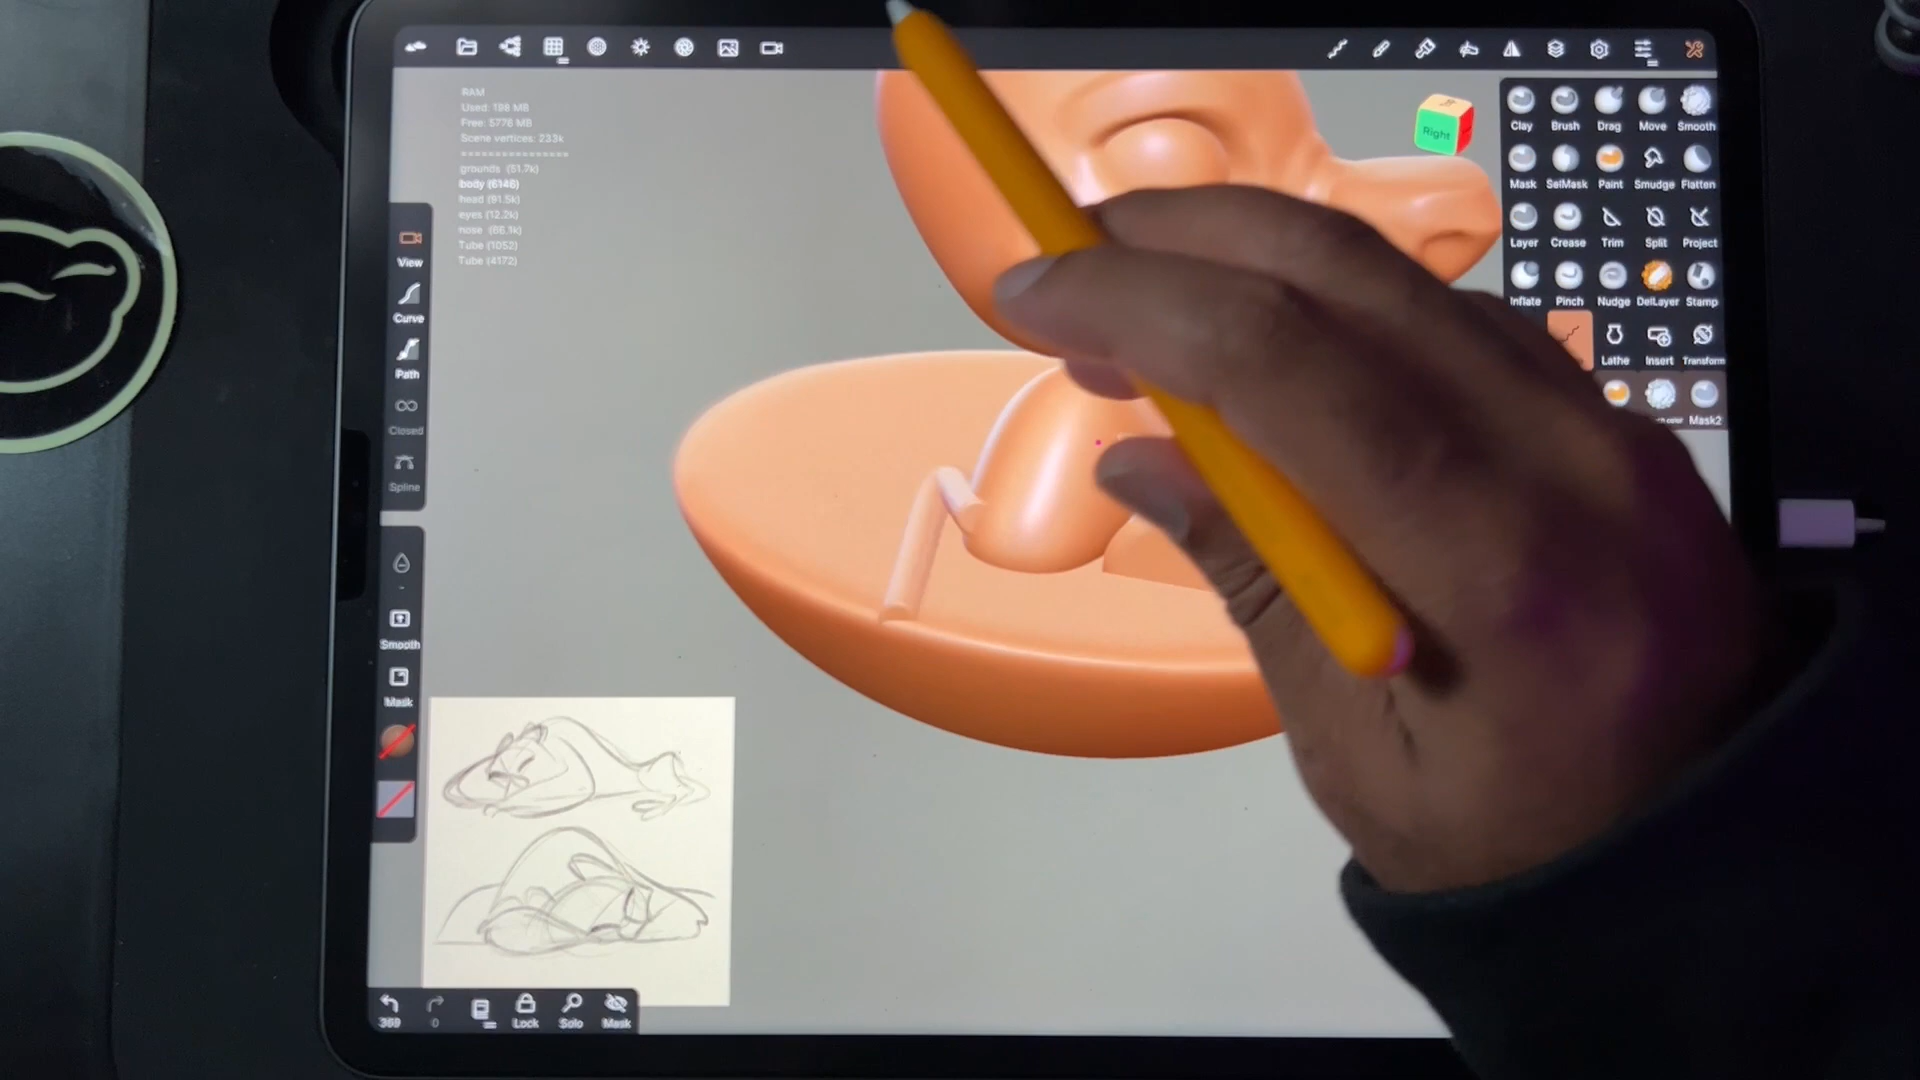 RAM
Used: 198 MB
Free: 5776 MB
Scene vertices: 233k
================
grounds (51.7k)
body (6146)
head (91.5k)
eyes (12.2k)
nose (66.1k)
Tube (1052)
Tube (4172)
View
Curve
Path
Closed
Spline
Smooth
Mask
389
0
Lock
Solo
Mask
Right
Clay Brush Drag Move Smooth
Mask SelMask Paint Smudge Flatten
Layer Crease Trim Split Project
Inflate Pinch Nudge DelLayer Stamp
Lathe Insert Transform
Mask2